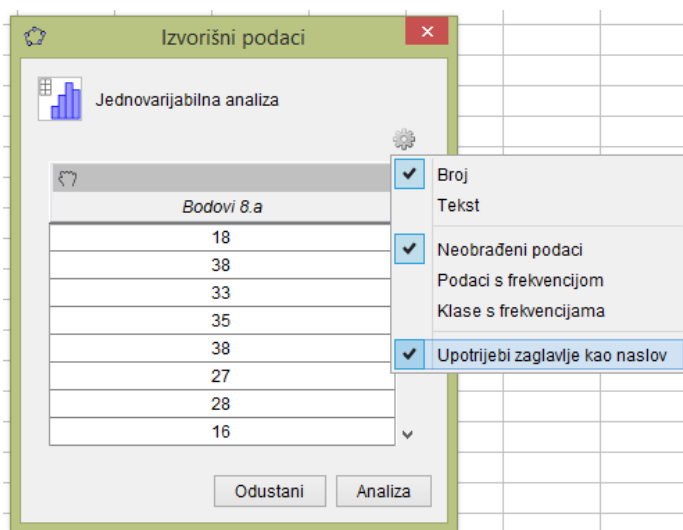 Izvorišni podaci
Jednovarijabilna analiza
Bodovi 8.a
18
38
33
35
38
27
28
16
Broj
Tekst
Neobrađeni podaci
Podaci s frekvencijom
Klase s frekvencijama
Upotrijebi zaglavlje kao naslov
Odustani
Analiza